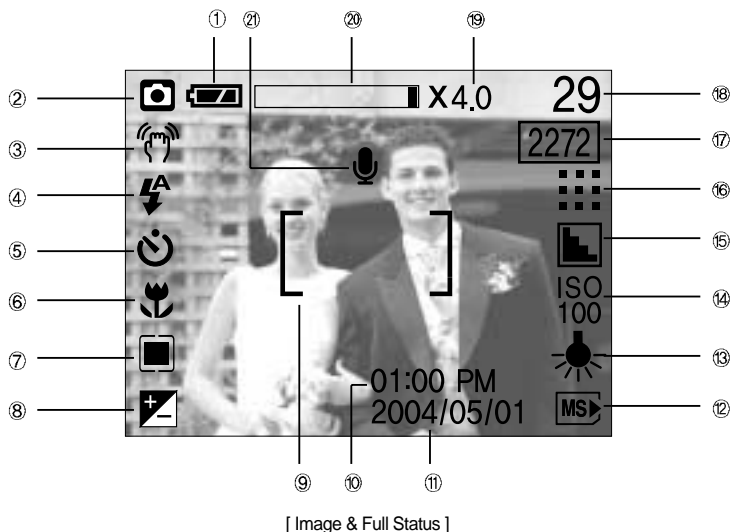 ① ㉑ ⑳ ⑲
② X4.0 29 ⑱
③ 2272 ⑰
④ A ⑯
⑤ ⑮
⑥ ISO ⑭
100
⑦ ⑬
01:00 PM
⑧ 2004/05/01 MS ⑫
⑨ ⑩ ⑪
[ Image & Full Status ]